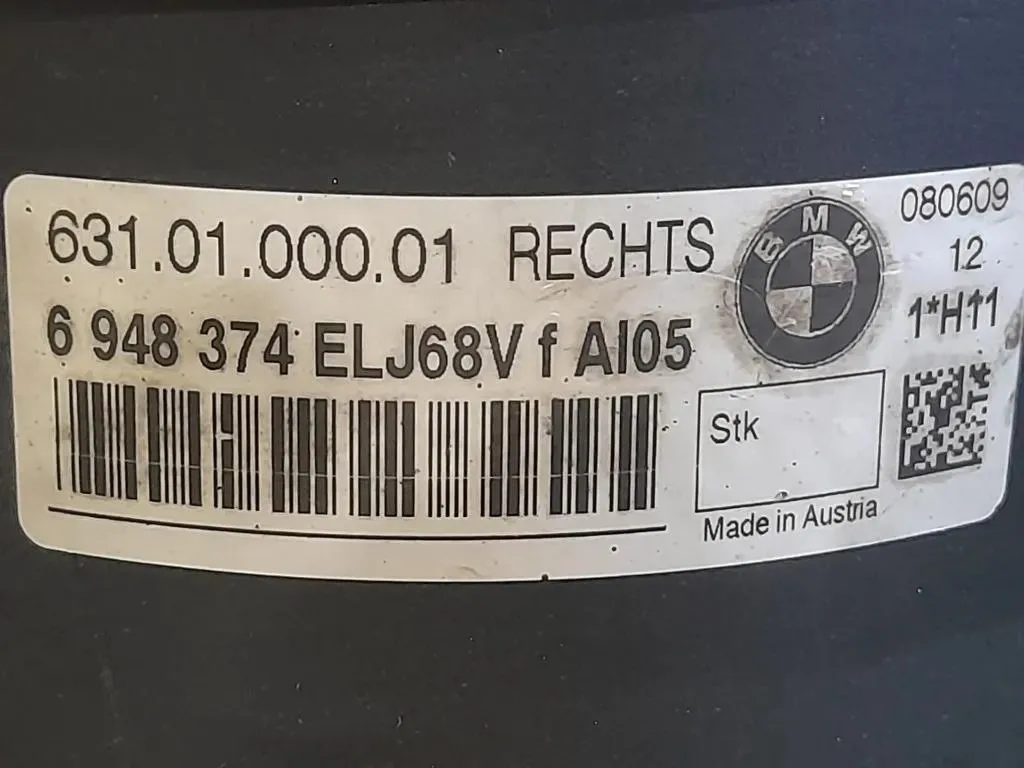 631.01.000.01 RECHTS
6 948 374 ELJ68V f AI05
BMW
080609
12
1*H11
Stk
Made in Austria